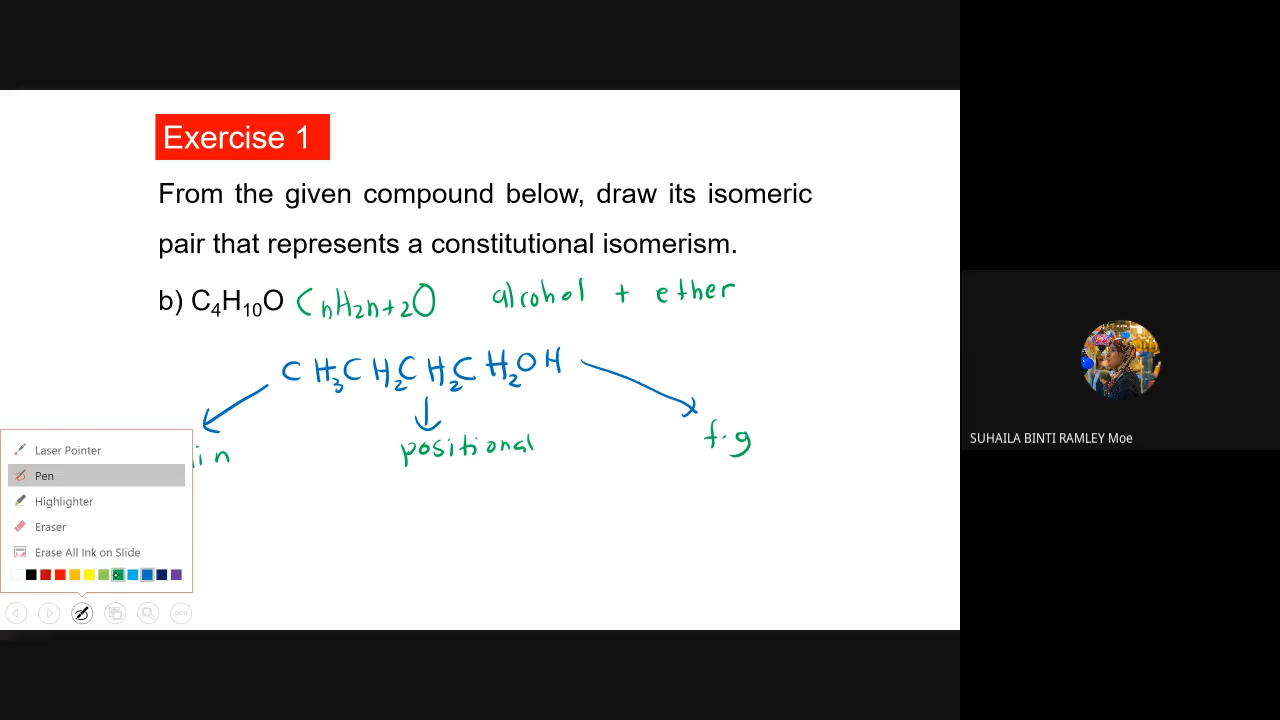 Exercise 1
From the given compound below, draw its isomeric
pair that represents a constitutional isomerism.
b) C₄H₁₀O CnH2n+2O alcohol + ether
CH₃CH₂CH₂CH₂OH
positional
f.g
Laser Pointer
Pen
Highlighter
Eraser
Erase All Ink on Slide
SUHAILA BINTI RAMLEY Moe